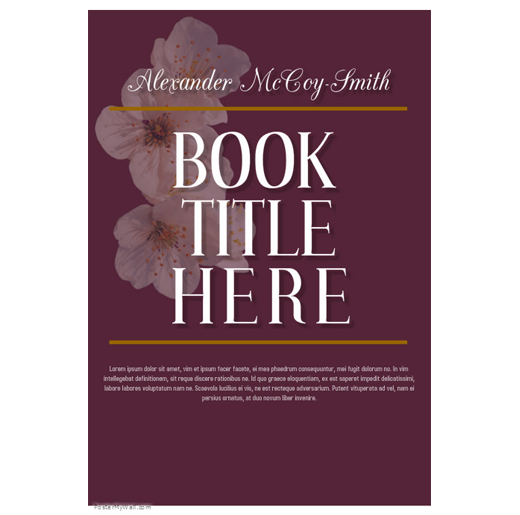 Alexander McCoy-Smith
BOOK
TITLE
HERE
Lorem ipsum dolor sit amet, vim et ipsum facer facete, ei mea phaedrum consequuntur, mei fugit dolorum no. In vim
intellegebat definitionem, sit reque discere rationibus ne. Id quo graece eloquentiam, ex est saperet impedit delicatissimi,
labore labores voluptatum nam ne. Scaevola lucilius ei vis, ne est recteque adversarium. Putent vituperata ad vel, nam ei
persius ornatus, at duo novum liber invenire.
PosterMyWall.com